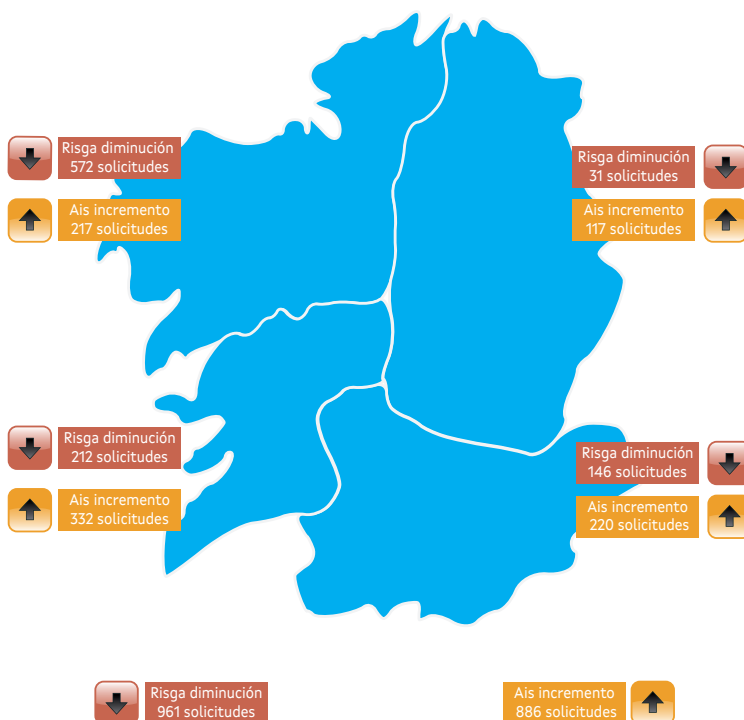 Risga diminución
572 solicitudes
Ais incremento
217 solicitudes
Risga diminución
31 solicitudes
Ais incremento
117 solicitudes
Risga diminución
212 solicitudes
Ais incremento
332 solicitudes
Risga diminución
146 solicitudes
Ais incremento
220 solicitudes
Risga diminución
961 solicitudes
Ais incremento
886 solicitudes